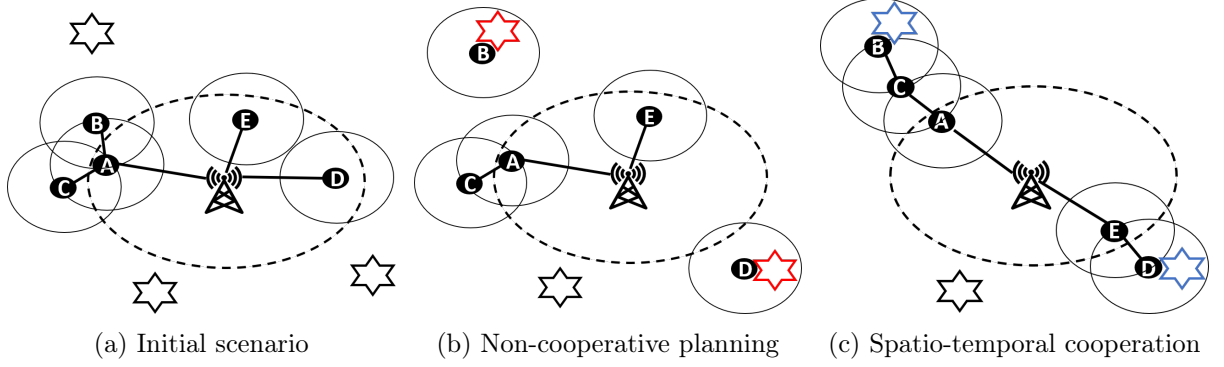 B
E
A
C
D
B
E
A
C
D
B
C
A
E
D
(a) Initial scenario
(b) Non-cooperative planning
(c) Spatio-temporal cooperation